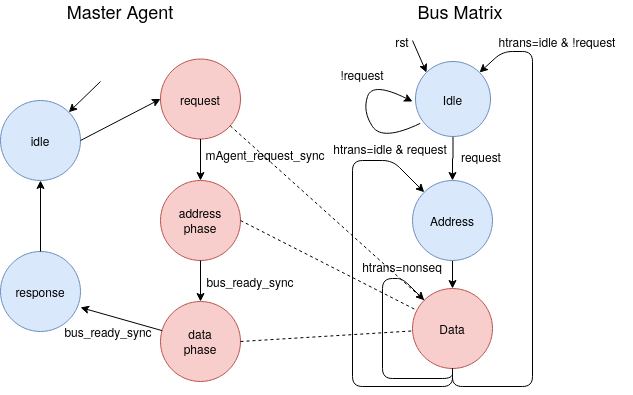 Master Agent
Bus Matrix
rst
htrans=idle & !request
!request
request
Idle
idle
mAgent_request_sync
htrans=idle & request
request
address
phase
Address
htrans=nonseq
bus_ready_sync
response
bus_ready_sync
data
phase
Data